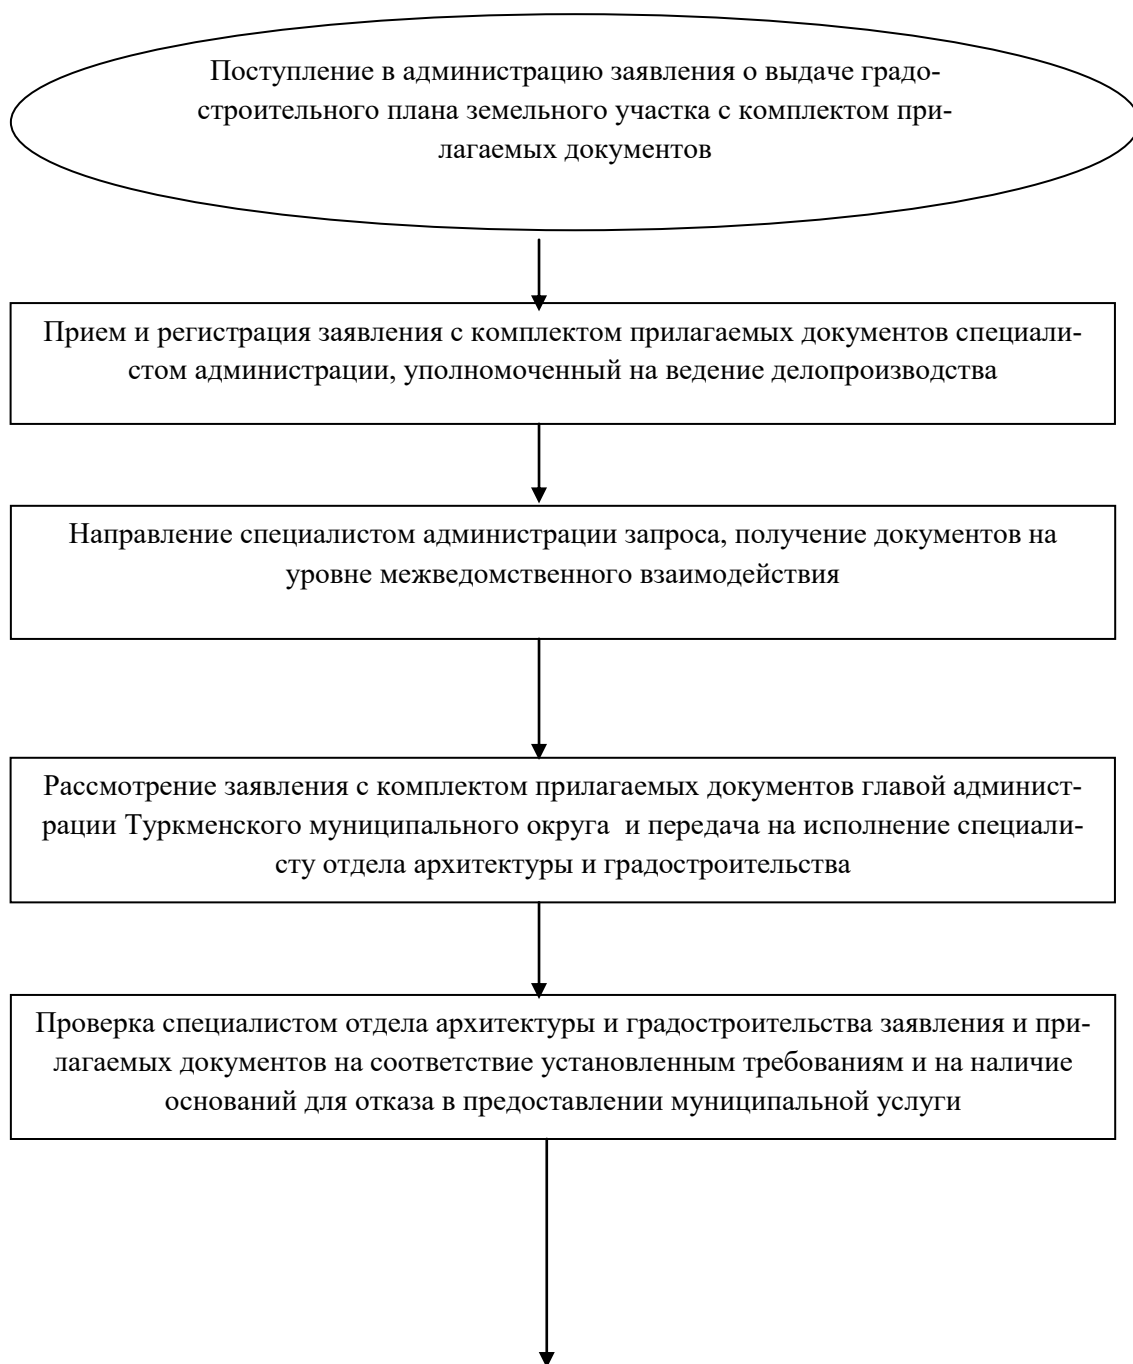 Поступление в администрацию заявления о выдаче градо-
строительного плана земельного участка с комплектом при-
лагаемых документов
Прием и регистрация заявления с комплектом прилагаемых документов специали-
стом администрации, уполномоченный на ведение делопроизводства
Направление специалистом администрации запроса, получение документов на
уровне межведомственного взаимодействия
Рассмотрение заявления с комплектом прилагаемых документов главой админист-
рации Туркменского муниципального округа и передача на исполнение специали-
сту отдела архитектуры и градостроительства
Проверка специалистом отдела архитектуры и градостроительства заявления и при-
лагаемых документов на соответствие установленным требованиям и на наличие
оснований для отказа в предоставлении муниципальной услуги